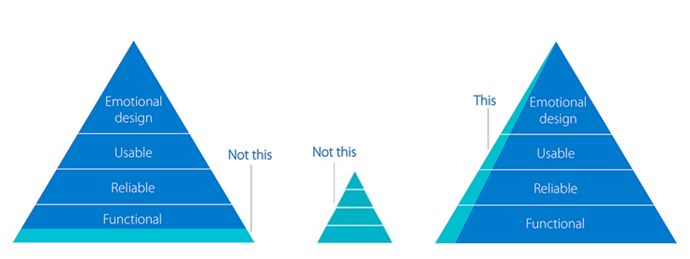 Emotional
design
Usable
Reliable
Functional
Not this
Not this
This
Emotional
design
Usable
Reliable
Functional